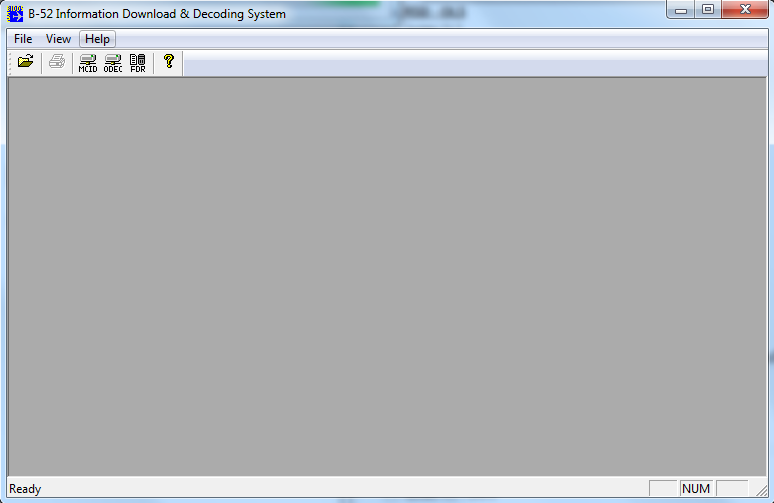 B-52 Information Download & Decoding System
File View Help
MCID ODEC FDR
Ready NUM